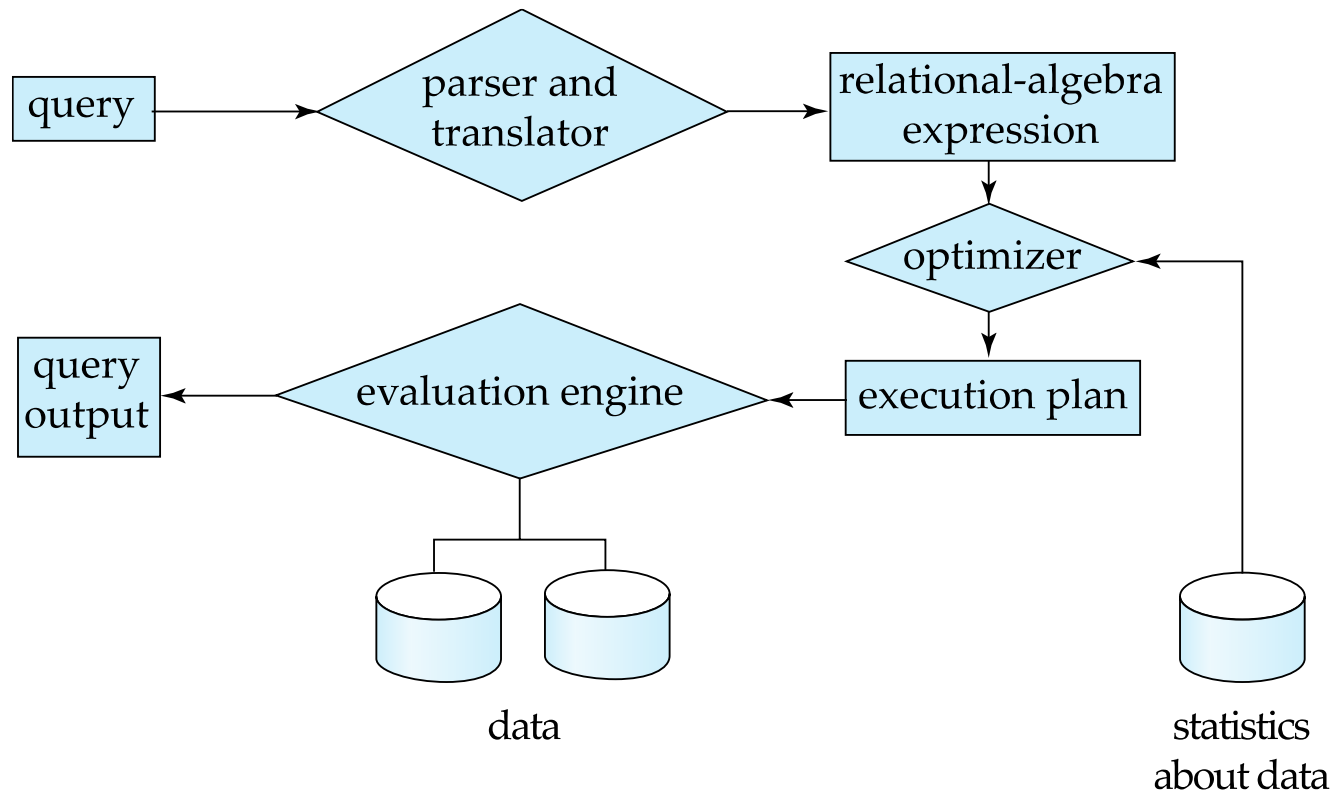 query
parser and
translator
relational-algebra
expression
optimizer
query
output
evaluation engine
execution plan
data
statistics
about data